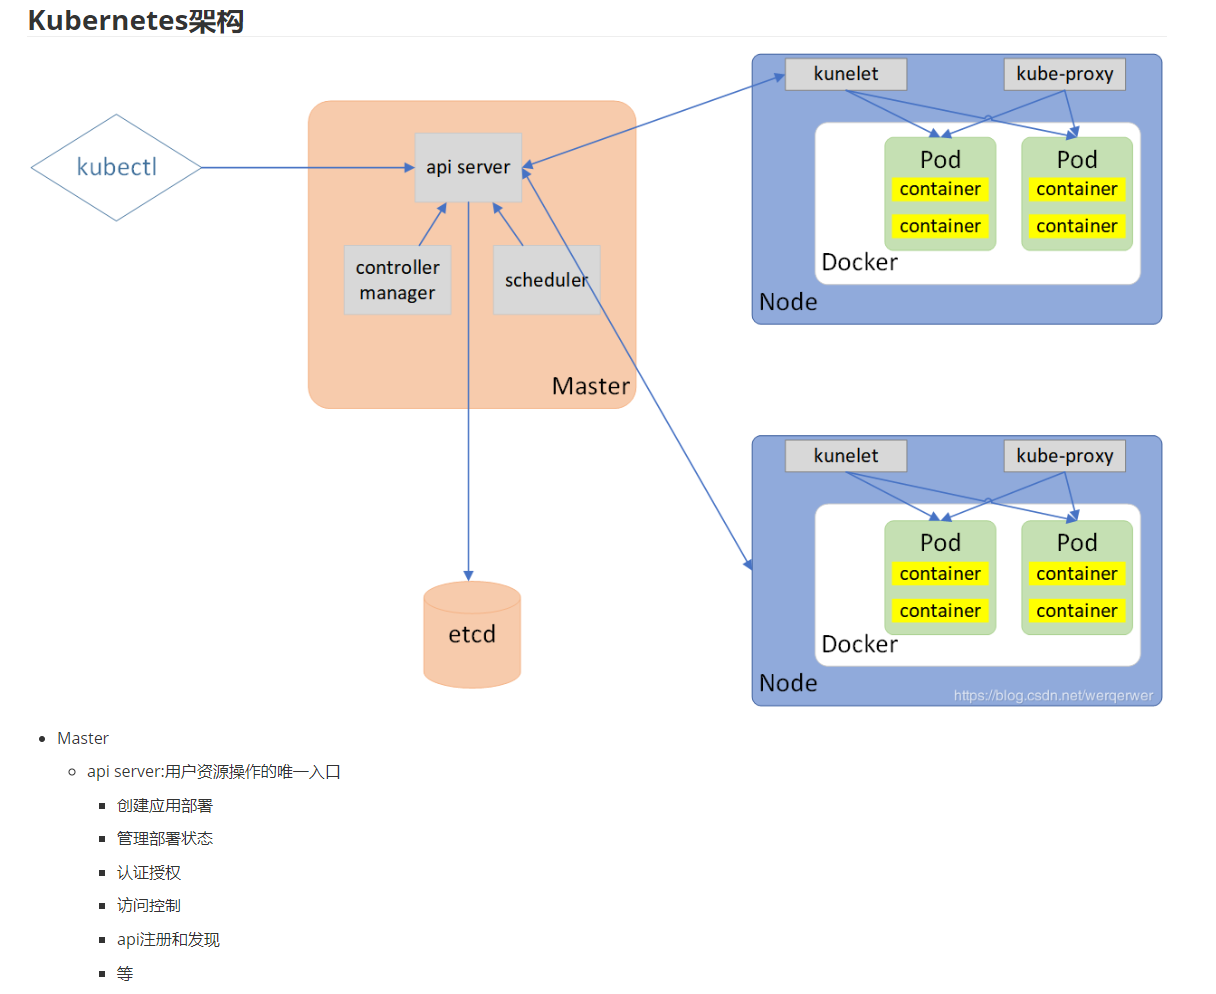 Kubernetes架构
kubectl
api server
controller
manager
scheduler
Master
etcd
kunelet
kube-proxy
Pod
container
container
Pod
container
container
Docker
Node
kunelet
kube-proxy
Pod
container
container
Pod
container
container
Docker
Node
https://blog.csdn.net/werqerwer
Master
api server:用户资源操作的唯一入口
创建应用部署
管理部署状态
认证授权
访问控制
api注册和发现
等